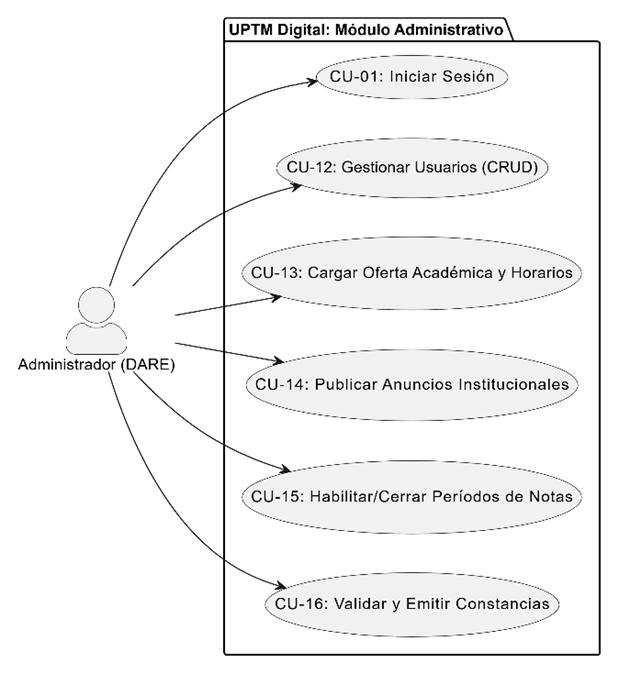 UPTM Digital: Módulo Administrativo
CU-01: Iniciar Sesión
CU-12: Gestionar Usuarios (CRUD)
CU-13: Cargar Oferta Académica y Horarios
Administrador (DARE)
CU-14: Publicar Anuncios Institucionales
CU-15: Habilitar/Cerrar Períodos de Notas
CU-16: Validar y Emitir Constancias